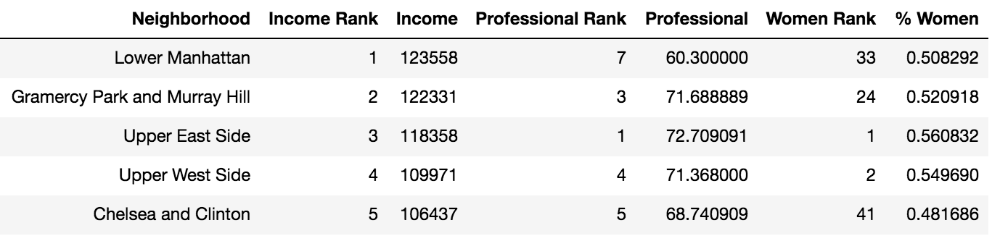 Neighborhood Income Rank Income Professional Rank Professional Women Rank % Women
Lower Manhattan 1 123558 7 60.300000 33 0.508292
Gramercy Park and Murray Hill 2 122331 3 71.688889 24 0.520918
Upper East Side 3 118358 1 72.709091 1 0.560832
Upper West Side 4 109971 4 71.368000 2 0.549690
Chelsea and Clinton 5 106437 5 68.740909 41 0.481686